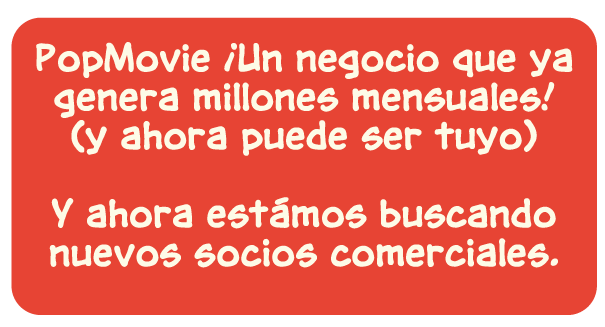 PopMovie ¡Un negocio que ya
genera millones mensuales!
(y ahora puede ser tuyo)
Y ahora estámos buscando
nuevos socios comerciales.